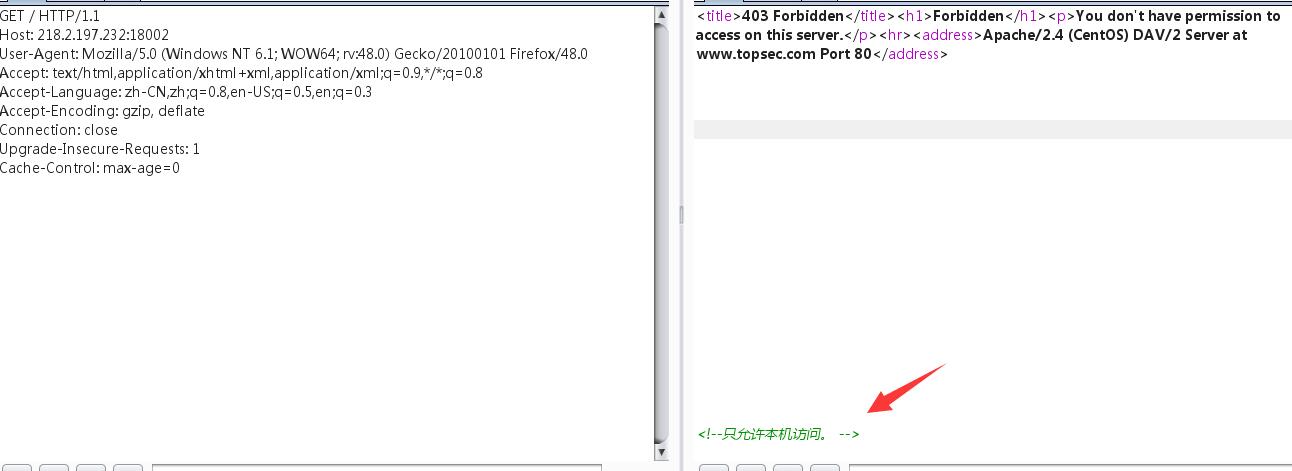 GET / HTTP/1.1
Host: 218.2.197.232:18002
User-Agent: Mozilla/5.0 (Windows NT 6.1; WOW64; rv:48.0) Gecko/20100101 Firefox/48.0
Accept: text/html,application/xhtml+xml,application/xml;q=0.9,*/*;q=0.8
Accept-Language: zh-CN,zh;q=0.8,en-US;q=0.5,en;q=0.3
Accept-Encoding: gzip, deflate
Connection: close
Upgrade-Insecure-Requests: 1
Cache-Control: max-age=0
<title>403 Forbidden</title><h1>Forbidden</h1><p>You don't have permission to
access on this server.</p><hr><address>Apache/2.4 (CentOS) DAV/2 Server at
www.topsec.com Port 80</address>
<!--只允许本机访问。 -->